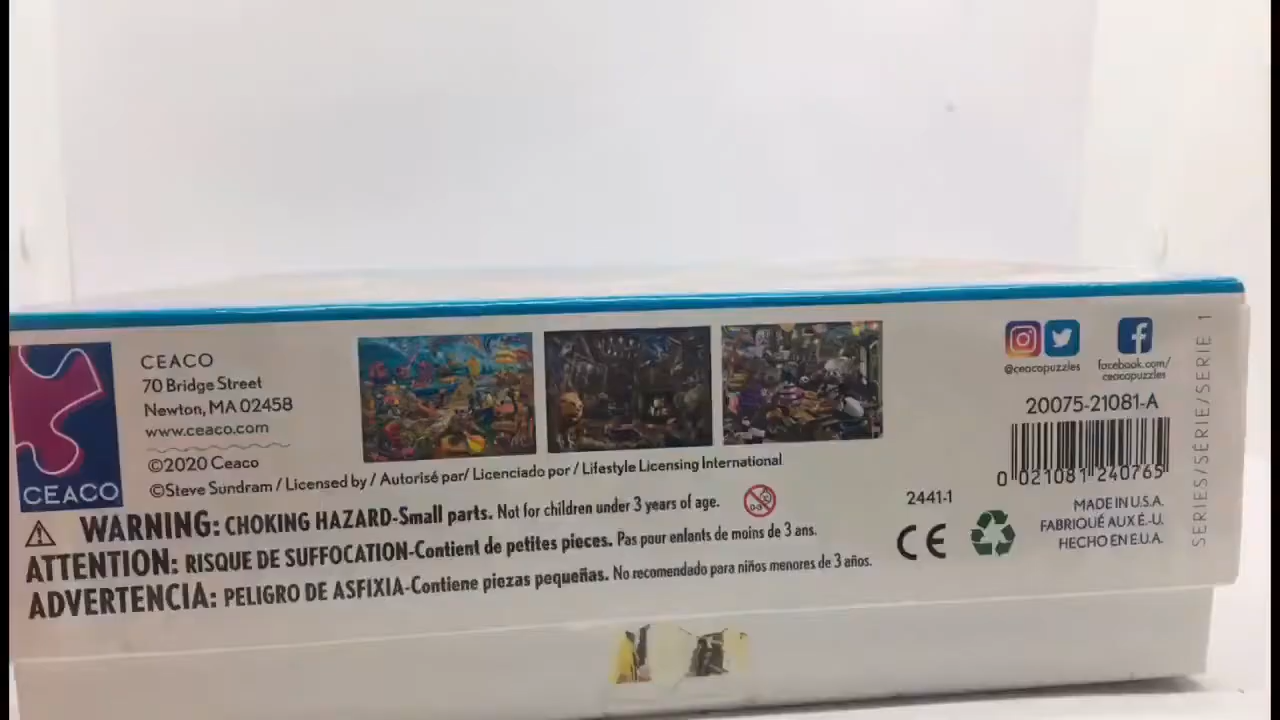 CEACO
CEACO
70 Bridge Street
Newton, MA 02458
www.ceaco.com
©2020 Ceaco
©Steve Sundram / Licensed by / Autorisé par/ Licenciado por / Lifestyle Licensing International
WARNING: CHOKING HAZARD-Small parts. Not for children under 3 years of age.
0-3
ATTENTION: RISQUE DE SUFFOCATION-Contient de petites pieces. Pas pour enfants de moins de 3 ans.
ADVERTENCIA: PELIGRO DE ASFIXIA-Contiene piezas pequeñas. No recomendado para niños menores de 3 años.
2441-1
CE
@ceacopuzzles
facebook.com/
ceacopuzzles
20075-21081-A
0 021081 240765
MADE IN U.S.A.
FABRIQUÉ AUX É.-U.
HECHO EN E.U.A.
SERIES/SÉRIE/SERIE 1